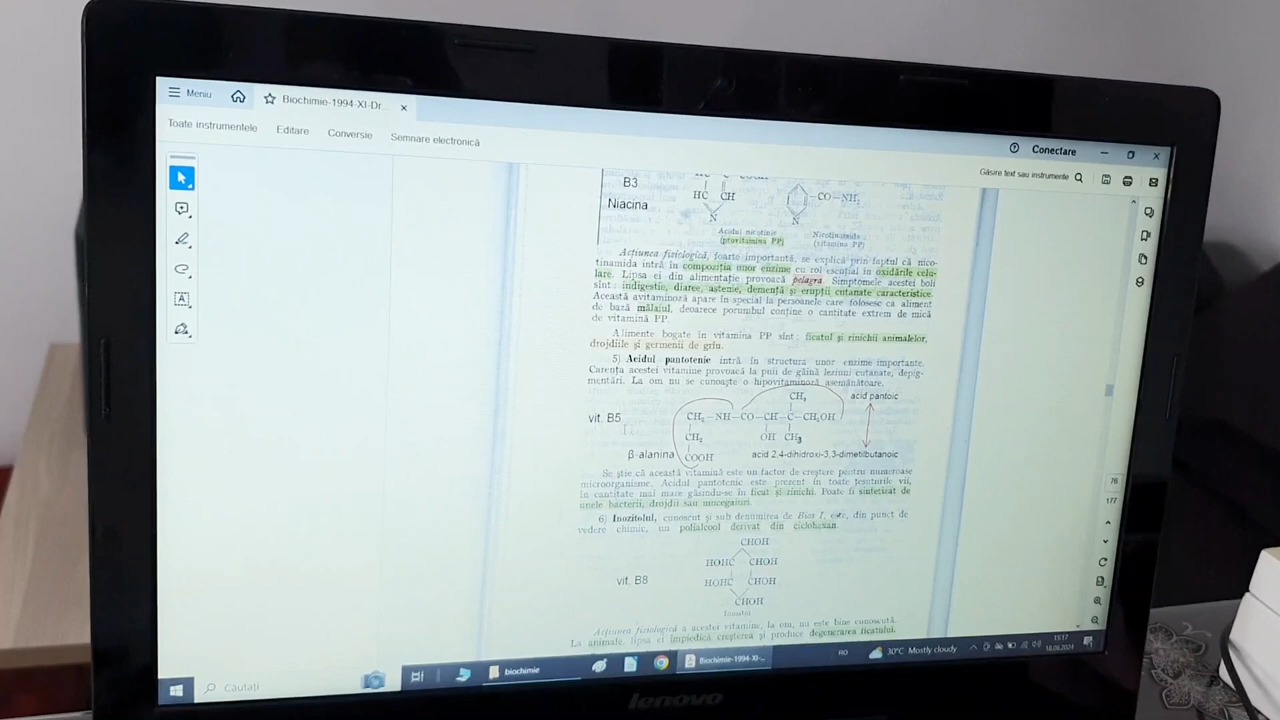 Meniu
Biochimie-1994-XI-Dr...
Toate instrumentele Editare Conversie Semnare electronică
Conectare
Găsire text sau instrumente
B3
Niacina
HC CH
N
CO—NH₂
N
Acidul nicotinic
(provitamina PP)
Nicotinamida
(vitamina PP)
Acțiunea fiziologică, foarte importantă, se explică prin faptul că nico-
tinamida intră în compoziția unor enzime cu rol esențial în oxidările celu-
lare. Lipsa ei din alimentație provoacă pelagra. Simptomele acestei boli
sînt: indigestie, diaree, astenie, demență și erupții cutanate caracteristice.
Această avitaminoză apare în special la persoanele care folosesc ca aliment
de bază mălaiul, deoarece porumbul conține o cantitate extrem de mică
de vitamină PP.
Alimente bogate în vitamina PP sînt: ficatul și rinichii animalelor,
drojdiile și germenii de grîu.
5) Acidul pantotenic intră în structura unor enzime importante.
Carența acestei vitamine provoacă la puii de găină leziuni cutanate, depig-
mentări. La om nu se cunoaște o hipovitaminoză asemănătoare.
CH₃ acid pantoic
vit. B5 CH₂—NH—CO—CH—C—CH₂OH
CH₂ OH CH₃
β-alanina COOH acid 2,4-dihidroxi-3,3-dimetilbutanoic
Se știe că această vitamină este un factor de creștere pentru numeroase
microorganisme. Acidul pantotenic este prezent în toate țesuturile vii,
în cantitate mai mare găsindu-se în ficat și rinichi. Poate fi sintetizat de
unele bacterii, drojdii sau mucegaiuri.
6) Inozitolul, cunoscut și sub denumirea de Bios I, este, din punct de
vedere chimic, un polialcool derivat din ciclohexan.
CHOH
HOHC CHOH
vit. B8 HOHC CHOH
CHOH
Inozitol
Acțiunea fiziologică a acestei vitamine, la om, nu este bine cunoscută.
La animale, lipsa ei împiedică creșterea și produce degenerarea ficatului.
76
177
Căutați
biochimie
Biochimie-1994-XI-...
30°C Mostly cloudy
RO
15:17
18.06.2024
lenovo